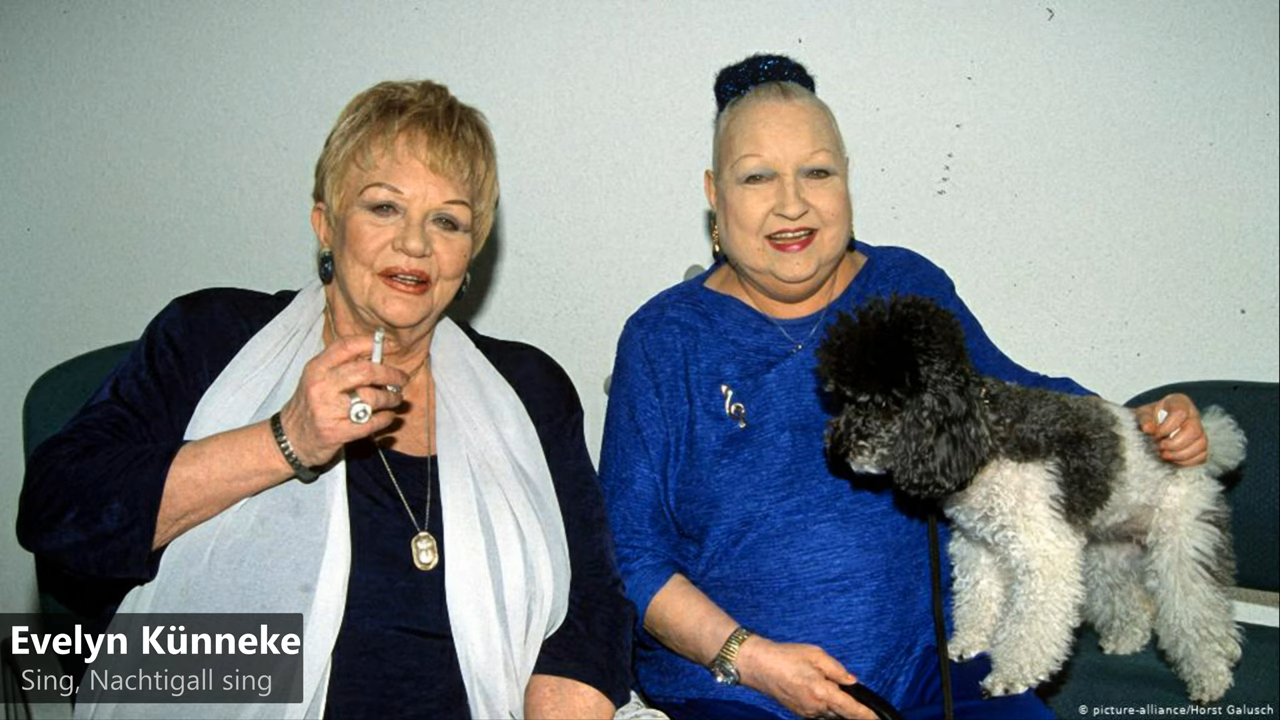 Evelyn Künneke
Sing, Nachtigall sing
© picture-alliance/Horst Galusch